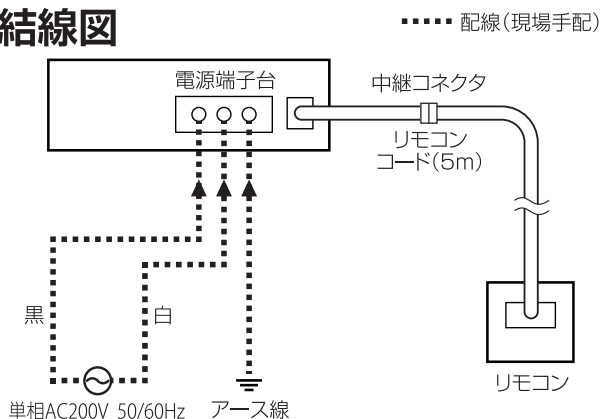 結線図
配線(現場手配)
電源端子台
中継コネクタ
リモコン
コード(5m)
黒
白
リモコン
単相AC200V 50/60Hz
アース線